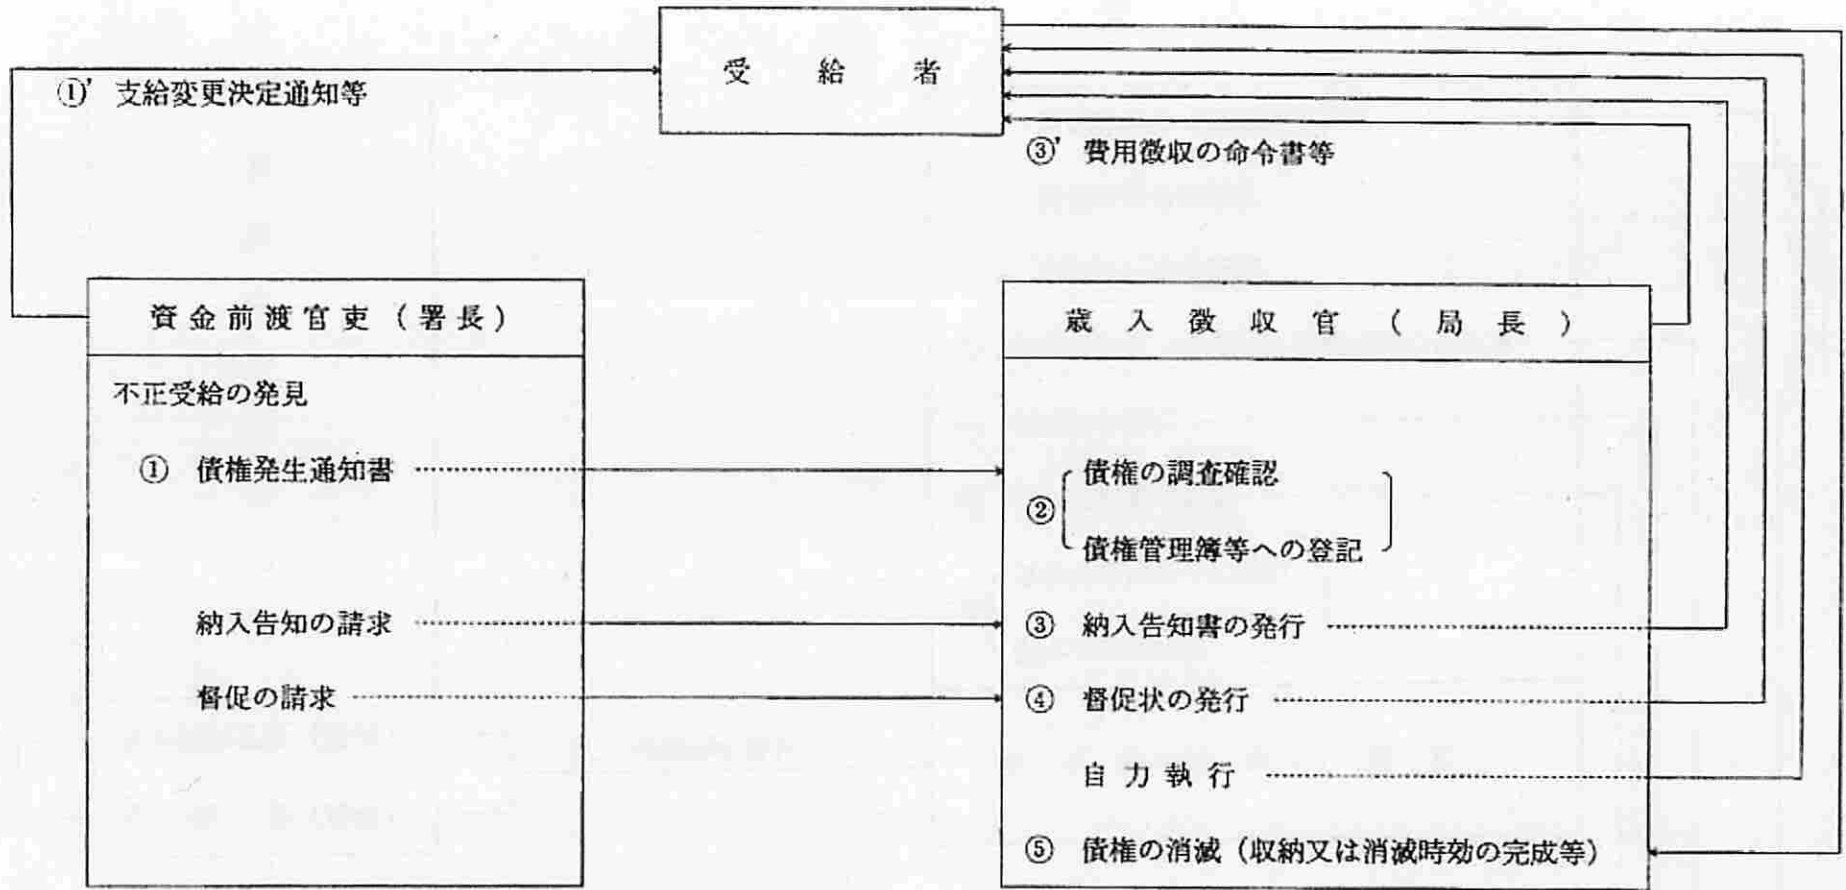 受給者
①’ 支給変更決定通知等
③’ 費用徴収の命令書等
資金前渡官吏（署長）
不正受給の発見
① 債権発生通知書
納入告知の請求
督促の請求
歳入徴収官（局長）
② 債権の調査確認
債権管理簿等への登記
③ 納入告知書の発行
④ 督促状の発行
自力執行
⑤ 債権の消滅（収納又は消滅時効の完成等）